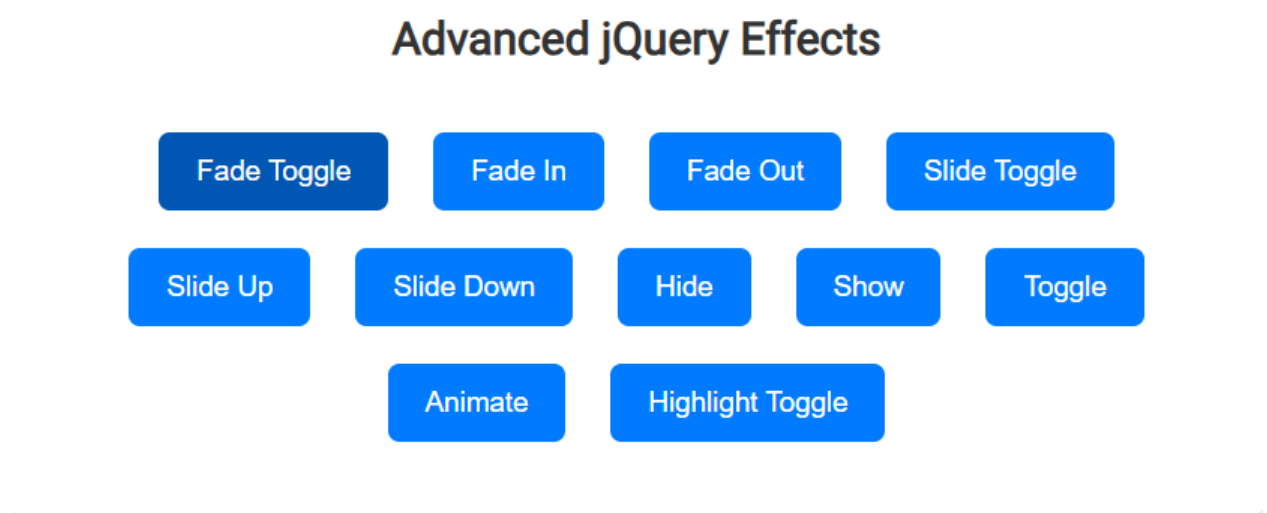 Advanced jQuery Effects
Fade Toggle Fade In Fade Out Slide Toggle
Slide Up Slide Down Hide Show Toggle
Animate Highlight Toggle